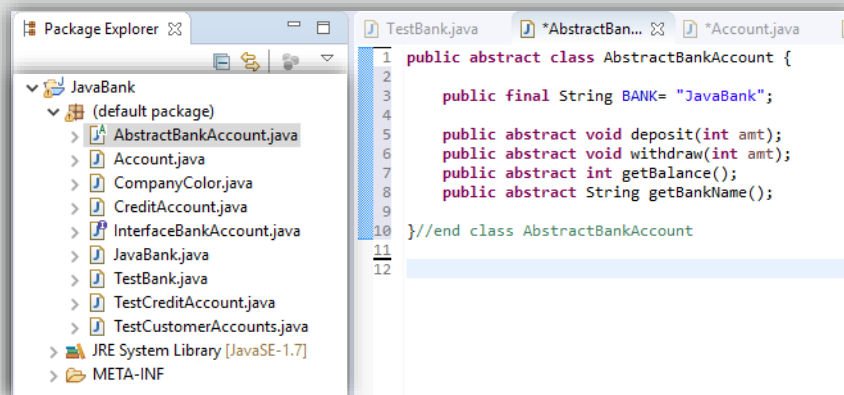 Package Explorer
JavaBank
(default package)
AbstractBankAccount.java
Account.java
CompanyColor.java
CreditAccount.java
InterfaceBankAccount.java
JavaBank.java
TestBank.java
TestCreditAccount.java
TestCustomerAccounts.java
JRE System Library [JavaSE-1.7]
META-INF
TestBank.java *AbstractBan... *Account.java
1 public abstract class AbstractBankAccount {
2
3 public final String BANK= "JavaBank";
4
5 public abstract void deposit(int amt);
6 public abstract void withdraw(int amt);
7 public abstract int getBalance();
8 public abstract String getBankName();
9
10 }//end class AbstractBankAccount
11
12